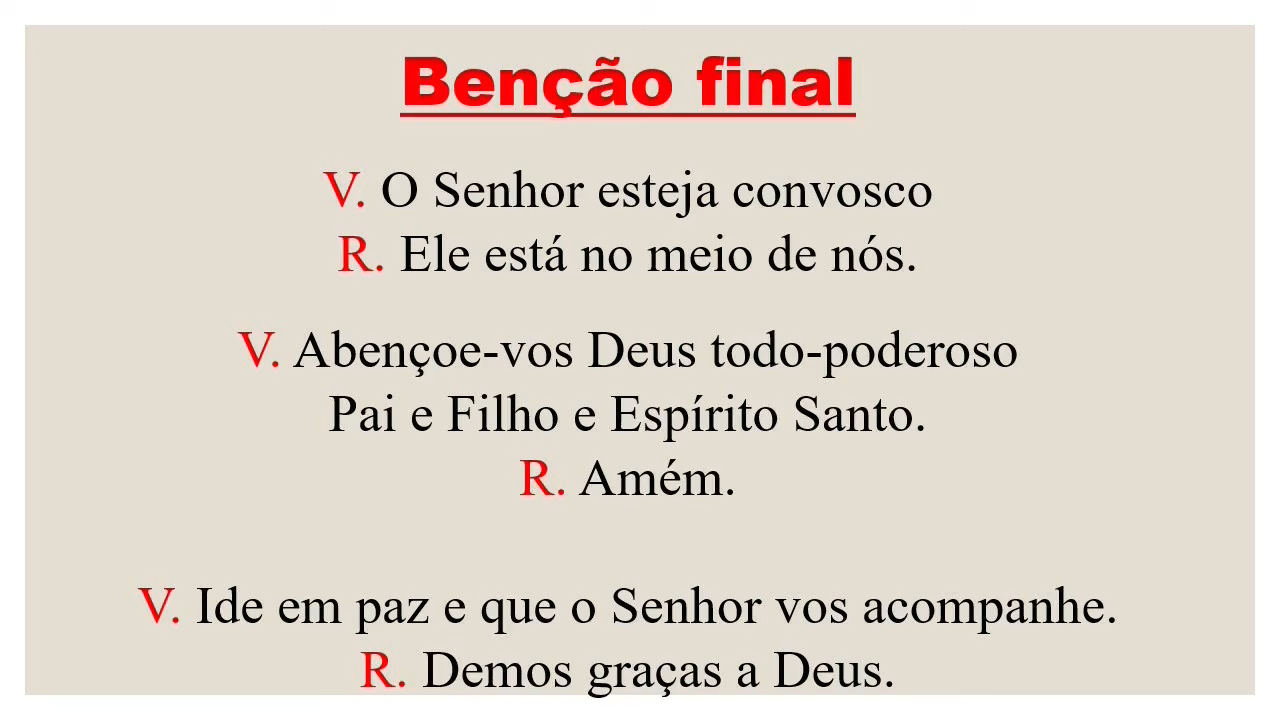 Benção final
V. O Senhor esteja convosco
R. Ele está no meio de nós.
V. Abençoe-vos Deus todo-poderoso
Pai e Filho e Espírito Santo.
R. Amém.
V. Ide em paz e que o Senhor vos acompanhe.
R. Demos graças a Deus.